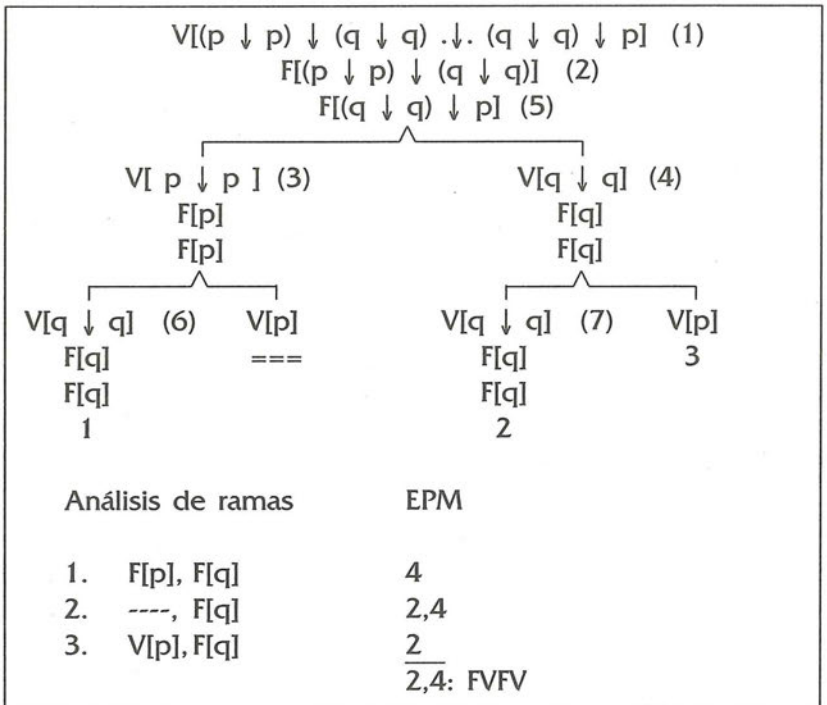 V[(p ↓ p) ↓ (q ↓ q) .↓. (q ↓ q) ↓ p] (1)
F[(p ↓ p) ↓ (q ↓ q)] (2)
F[(q ↓ q) ↓ p] (5)
V[ p ↓ p ] (3) V[q ↓ q] (4)
F[p] F[q]
F[p] F[q]
V[q ↓ q] (6) V[p] V[q ↓ q] (7) V[p]
F[q] === F[q] 3
F[q] F[q]
1 2
Análisis de ramas EPM
1. F[p], F[q] 4
2. ----, F[q] 2,4
3. V[p],F[q] 2
2,4: FVFV